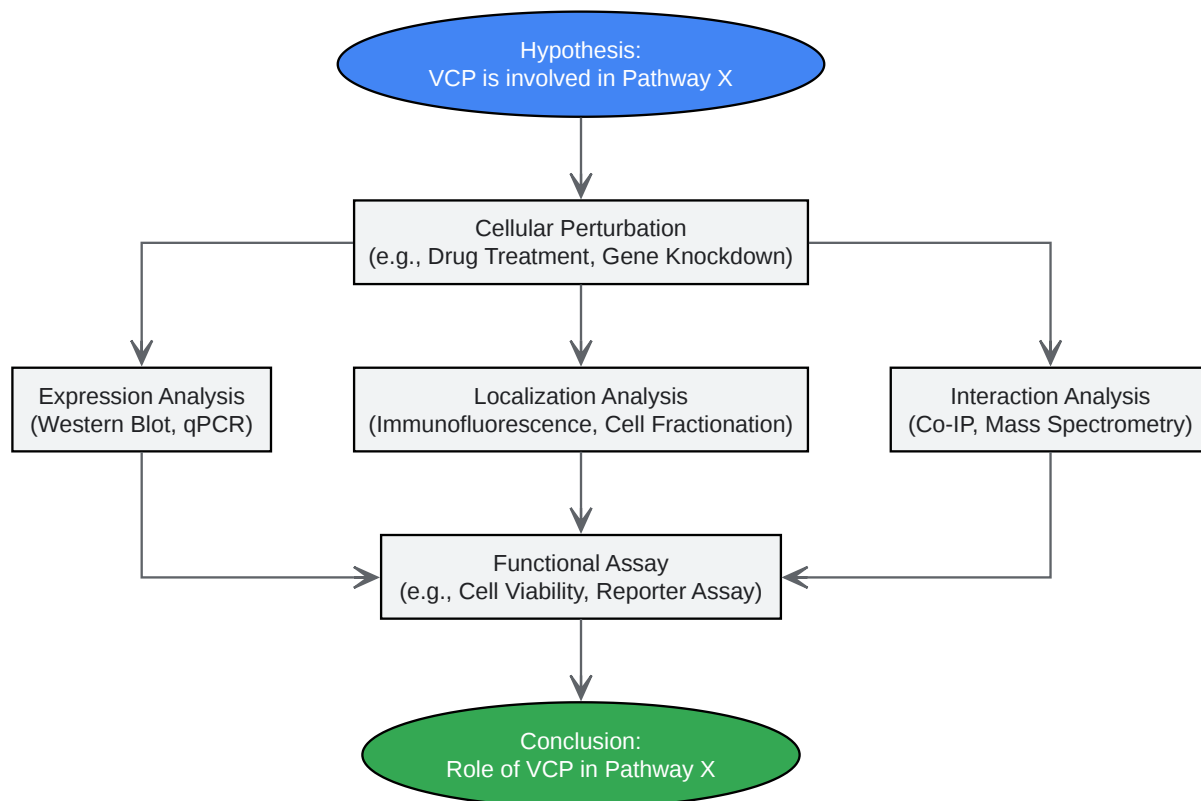 Hypothesis:
VCP is involved in Pathway X
Cellular Perturbation
(e.g., Drug Treatment, Gene Knockdown)
Expression Analysis
(Western Blot, qPCR)
Localization Analysis
(Immunofluorescence, Cell Fractionation)
Interaction Analysis
(Co-IP, Mass Spectrometry)
Functional Assay
(e.g., Cell Viability, Reporter Assay)
Conclusion:
Role of VCP in Pathway X